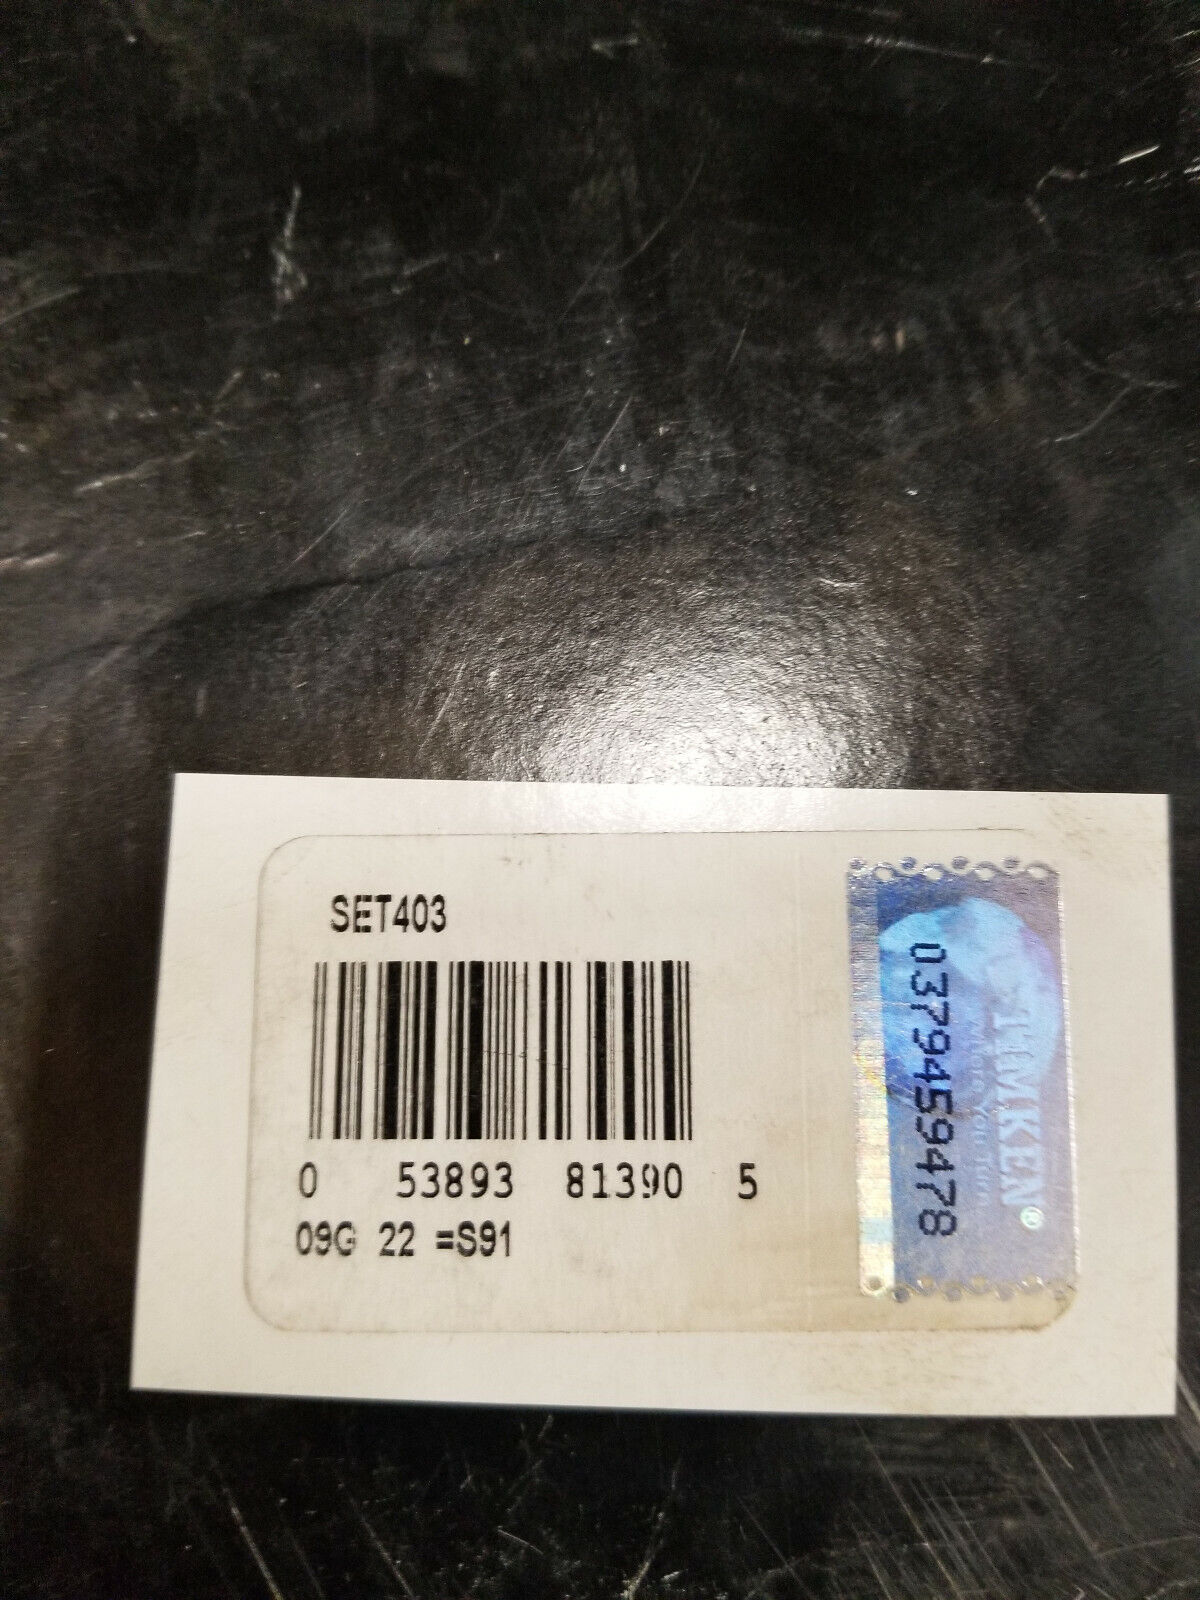 SET403
0 53893 81390 5
09G 22 =S91
0379459478
TIMKEN®